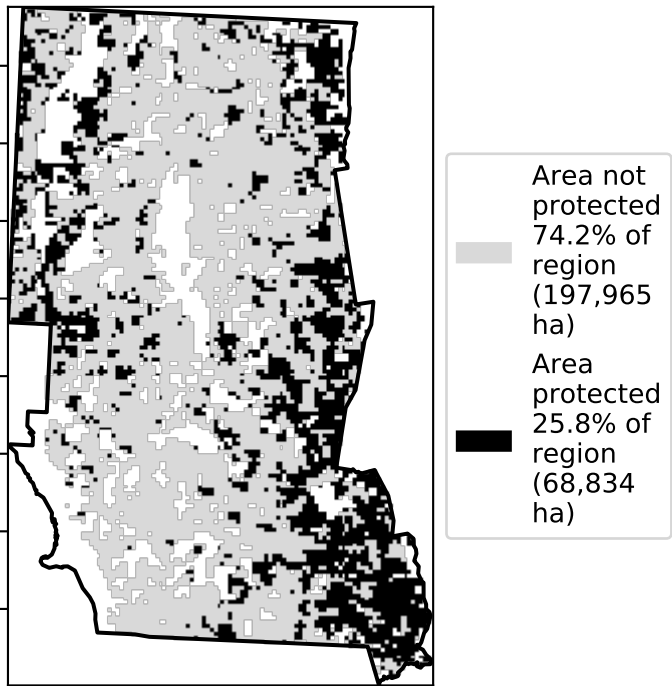 Area not
protected
74.2% of
region
(197,965
ha)
Area
protected
25.8% of
region
(68,834
ha)